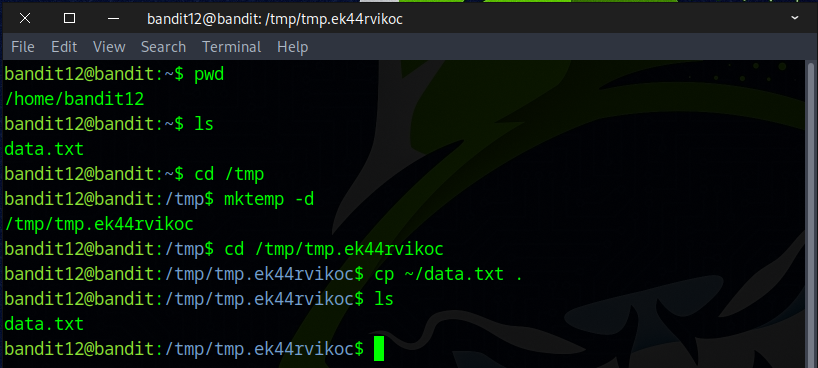 bandit12@bandit: /tmp/tmp.ek44rvikoc
File Edit View Search Terminal Help
bandit12@bandit:~$ pwd
/home/bandit12
bandit12@bandit:~$ ls
data.txt
bandit12@bandit:~$ cd /tmp
bandit12@bandit:/tmp$ mktemp -d
/tmp/tmp.ek44rvikoc
bandit12@bandit:/tmp$ cd /tmp/tmp.ek44rvikoc
bandit12@bandit:/tmp/tmp.ek44rvikoc$ cp ~/data.txt .
bandit12@bandit:/tmp/tmp.ek44rvikoc$ ls
data.txt
bandit12@bandit:/tmp/tmp.ek44rvikoc$